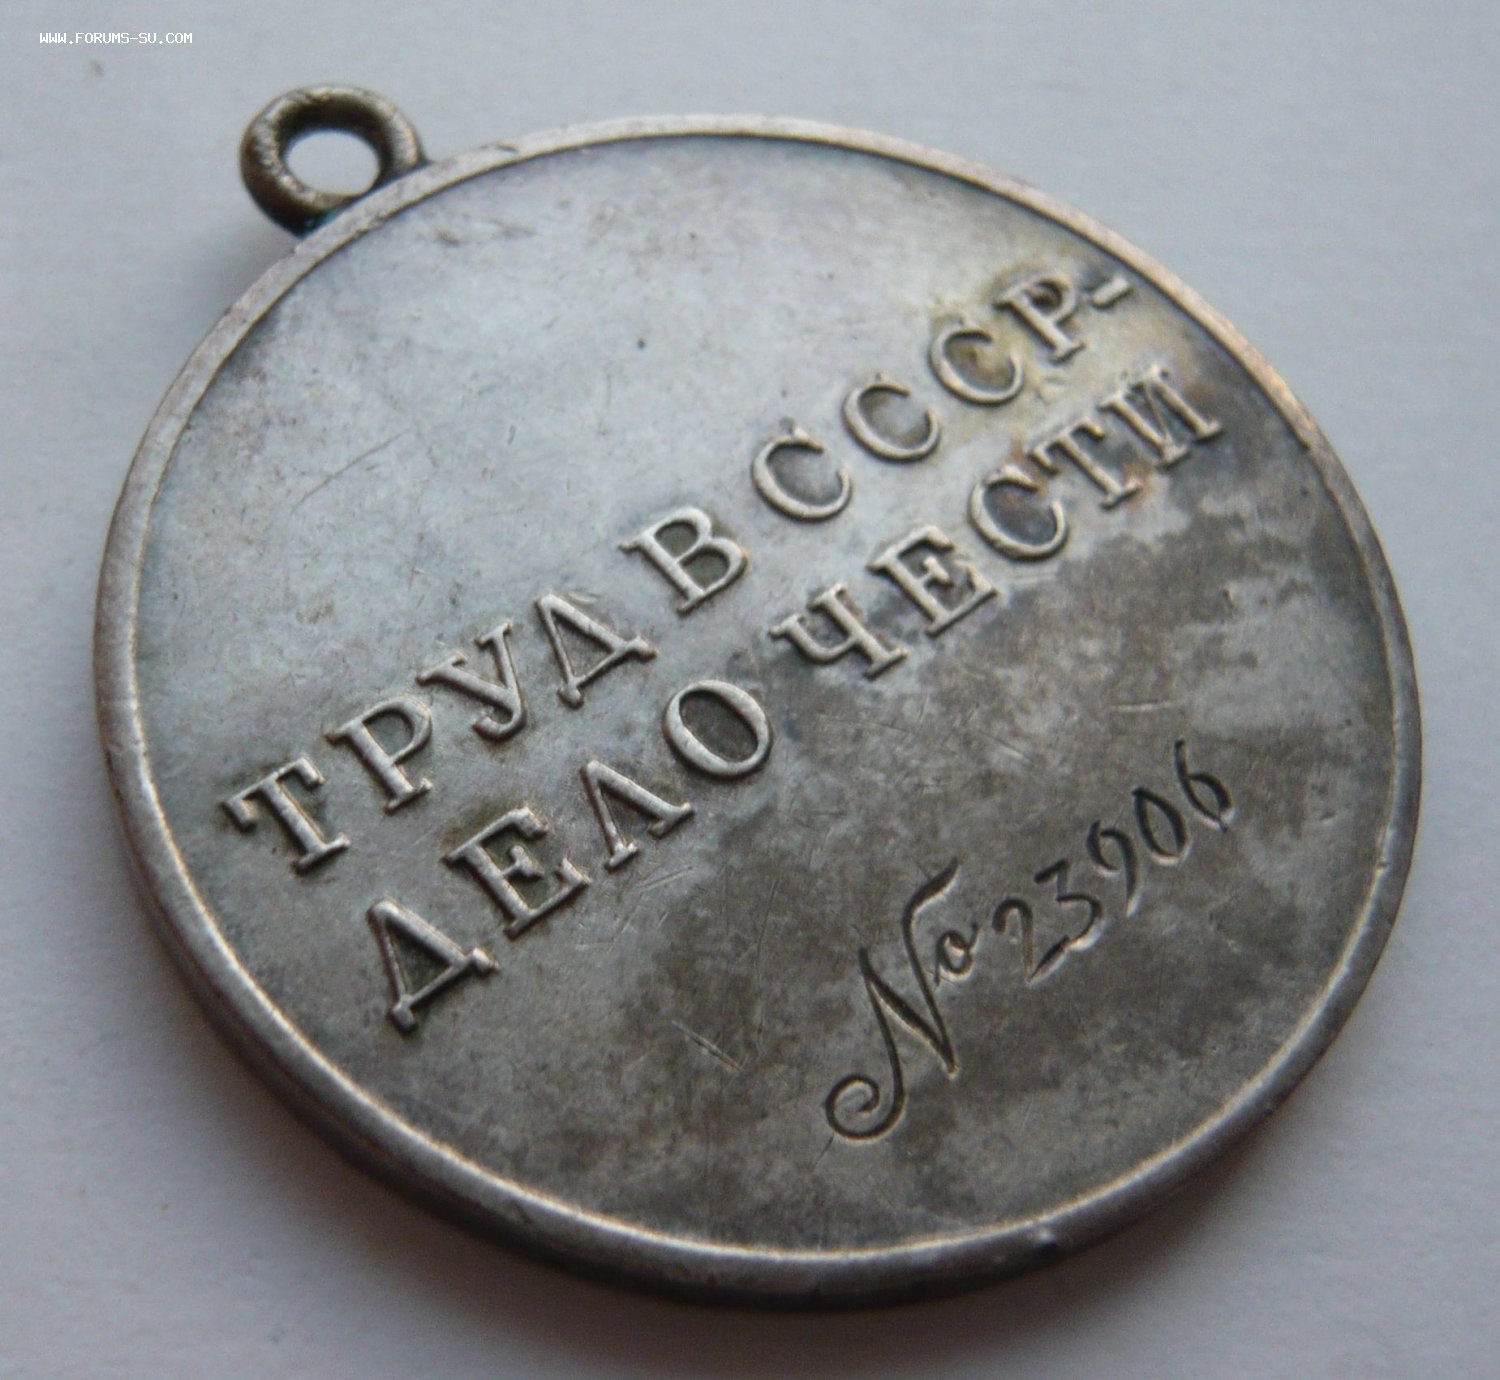 WWW.FORUMS-SU.COM
ТРУД В СССР-
ДЕЛО ЧЕСТИ
№ 23906